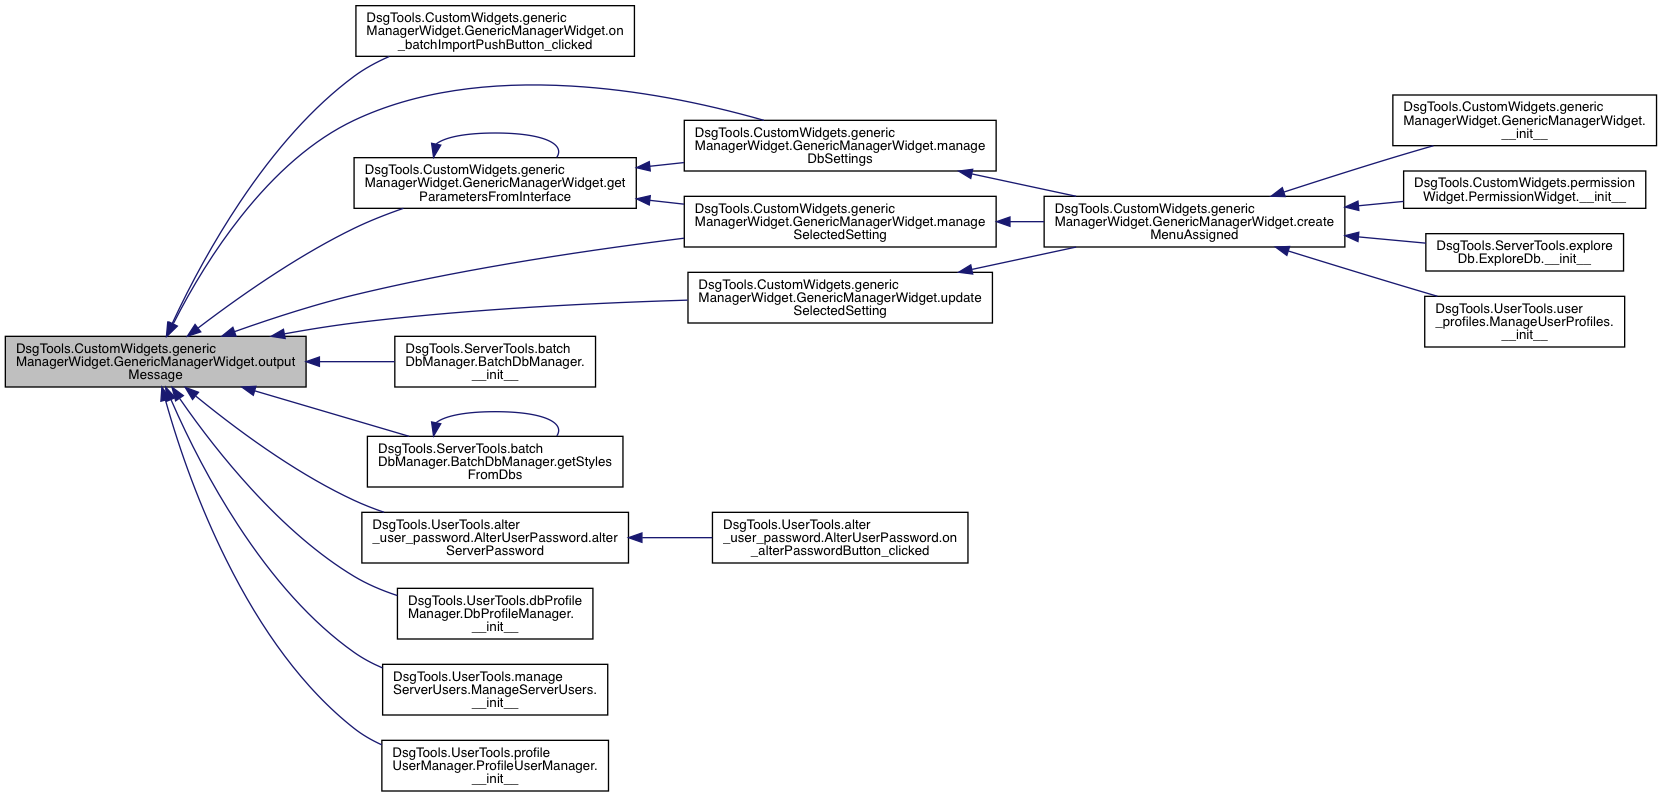 DsgTools.CustomWidgets.generic
ManagerWidget.GenericManagerWidget.on
_batchImportPushButton_clicked
DsgTools.CustomWidgets.generic
ManagerWidget.GenericManagerWidget.manage
DbSettings
DsgTools.CustomWidgets.generic
ManagerWidget.GenericManagerWidget.
__init__
DsgTools.CustomWidgets.generic
ManagerWidget.GenericManagerWidget.get
ParametersFromInterface
DsgTools.CustomWidgets.permission
Widget.PermissionWidget.__init__
DsgTools.CustomWidgets.generic
ManagerWidget.GenericManagerWidget.manage
SelectedSetting
DsgTools.CustomWidgets.generic
ManagerWidget.GenericManagerWidget.create
MenuAssigned
DsgTools.ServerTools.explore
Db.ExploreDb.__init__
DsgTools.CustomWidgets.generic
ManagerWidget.GenericManagerWidget.update
SelectedSetting
DsgTools.UserTools.user
_profiles.ManageUserProfiles.
__init__
DsgTools.CustomWidgets.generic
ManagerWidget.GenericManagerWidget.output
Message
DsgTools.ServerTools.batch
DbManager.BatchDbManager.
__init__
DsgTools.ServerTools.batch
DbManager.BatchDbManager.getStyles
FromDbs
DsgTools.UserTools.alter
_user_password.AlterUserPassword.alter
ServerPassword
DsgTools.UserTools.alter
_user_password.AlterUserPassword.on
_alterPasswordButton_clicked
DsgTools.UserTools.dbProfile
Manager.DbProfileManager.
__init__
DsgTools.UserTools.manage
ServerUsers.ManageServerUsers.
__init__
DsgTools.UserTools.profile
UserManager.ProfileUserManager.
__init__